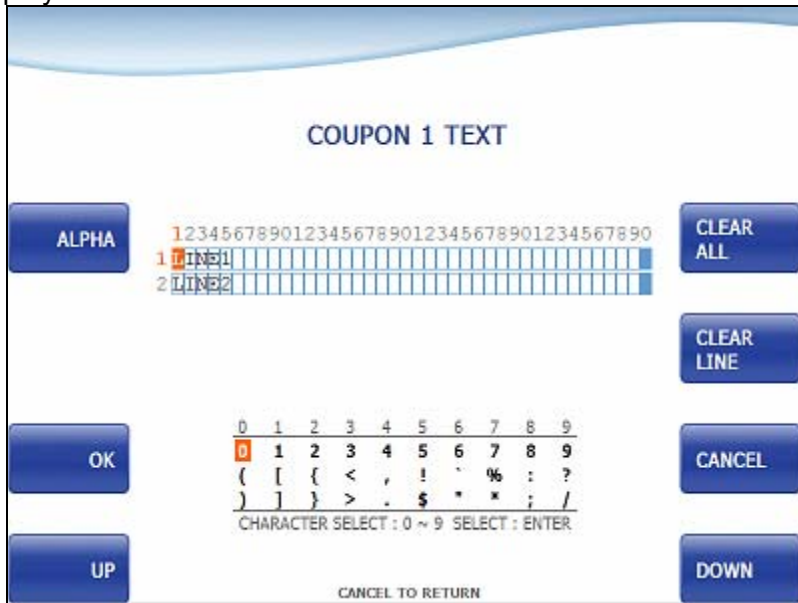 COUPON 1 TEXT
ALPHA
1234567890123456789012345678901234567890
CLEAR ALL
1 LINE1
2 LINE2
CLEAR LINE
0 1 2 3 4 5 6 7 8 9
0 1 2 3 4 5 6 7 8 9
( [ { < , ! ` % : ?
) ] } > . $ " * ; /
CHARACTER SELECT : 0 ~ 9 SELECT : ENTER
OK
CANCEL
UP
CANCEL TO RETURN
DOWN